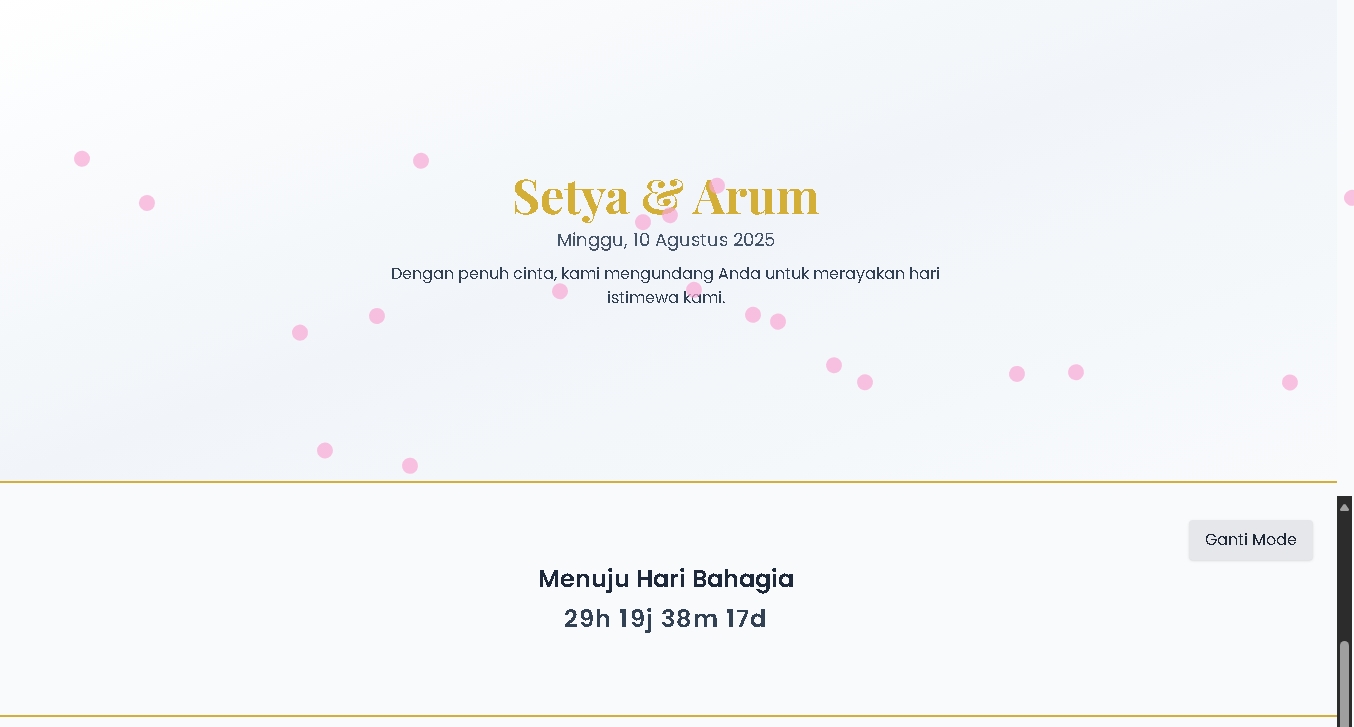 Setya & Arum
Minggu, 10 Agustus 2025
Dengan penuh cinta, kami mengundang Anda untuk merayakan hari
istimewa kami.
Ganti Mode
Menuju Hari Bahagia
29h 19j 38m 17d